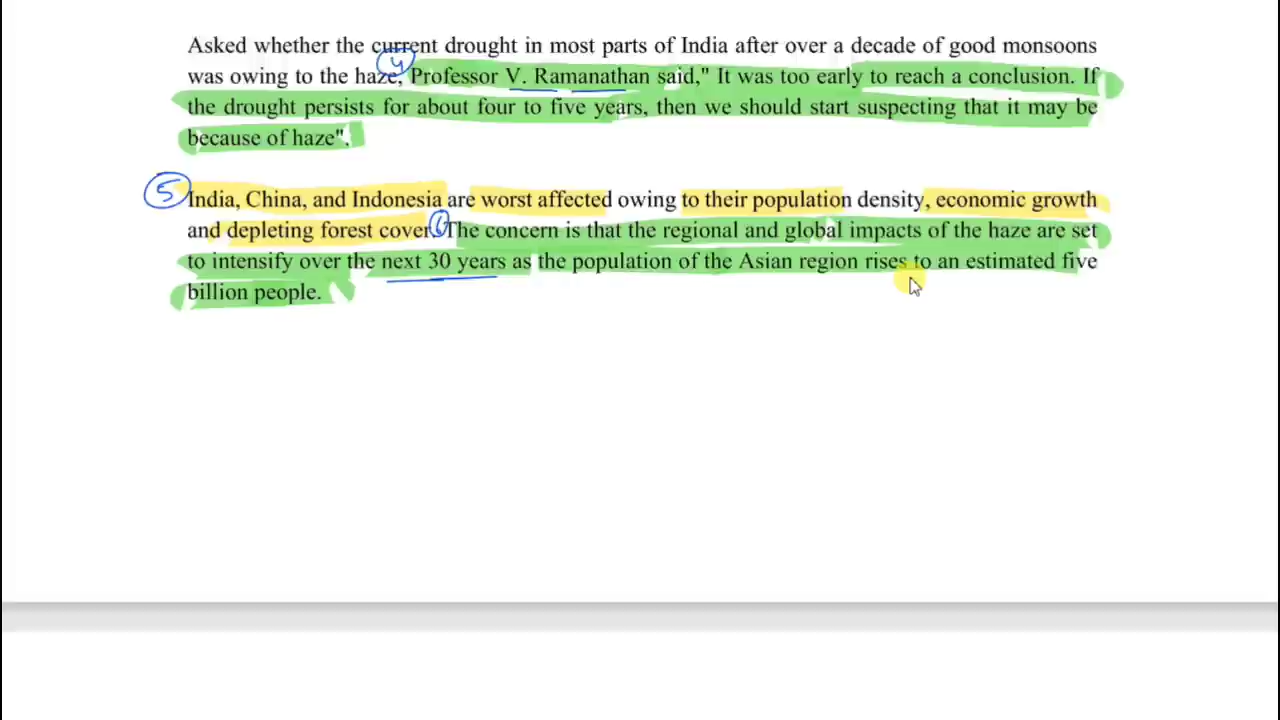 Asked whether the current drought in most parts of India after over a decade of good monsoons
4
was owing to the haze, Professor V. Ramanathan said," It was too early to reach a conclusion. If
the drought persists for about four to five years, then we should start suspecting that it may be
because of haze".
5 India, China, and Indonesia are worst affected owing to their population density, economic growth
and depleting forest cover. 6 The concern is that the regional and global impacts of the haze are set
to intensify over the next 30 years as the population of the Asian region rises to an estimated five
billion people.